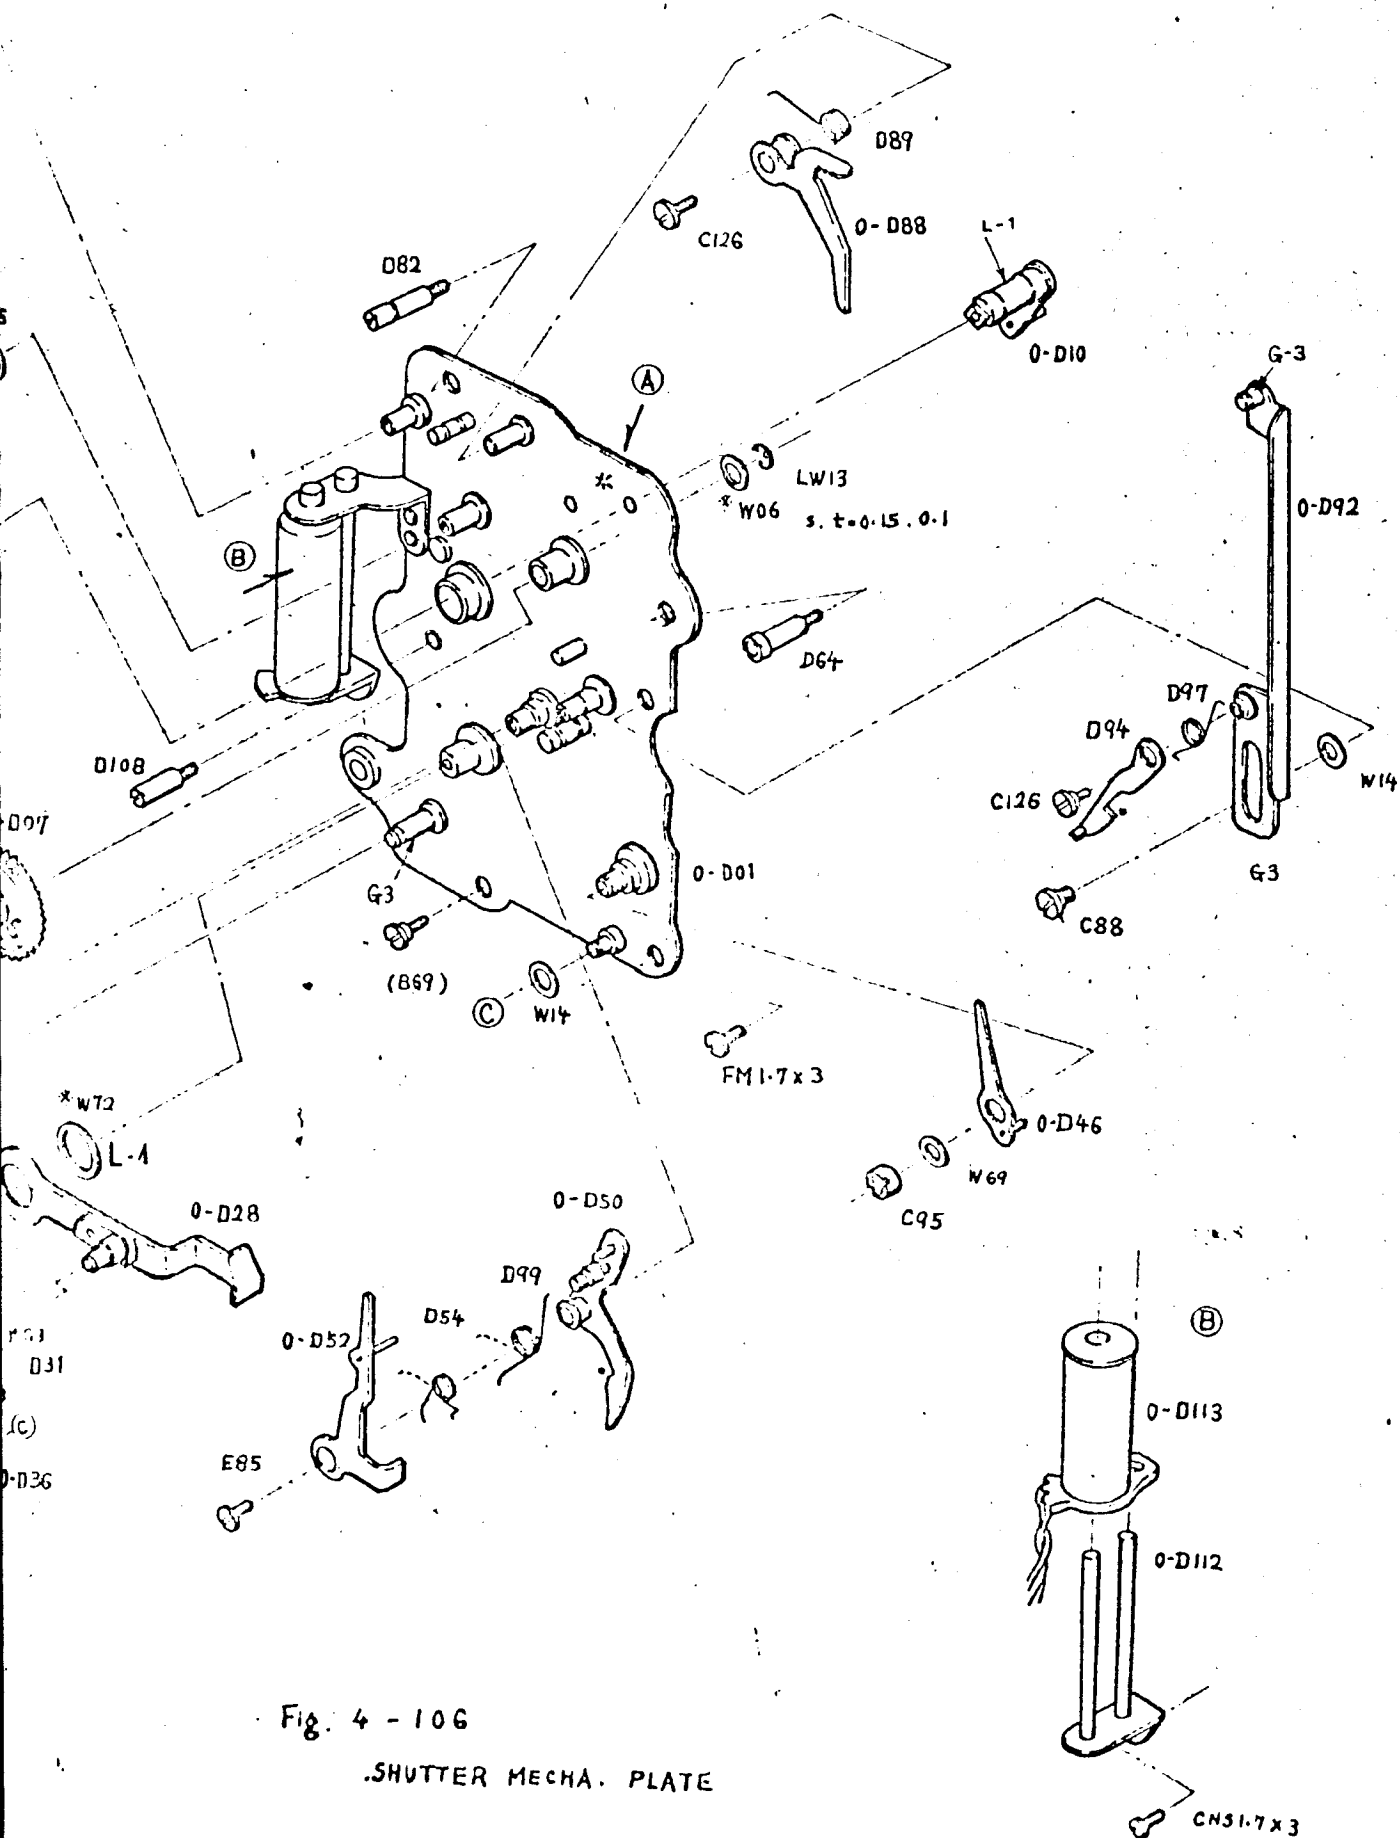 D89
C126
0-D88
L-1
D82
0-D10
G-3
A
LW13
*W06
s. t=0.15, 0.1
0-D92
*
B
D64
D97
D94
W14
D108
C126
D07
G3
0-D01
G3
C88
(B69)
C
W14
FM1.7x3
*W72
L-1
0-D46
W69
C95
0-D28
0-D50
D99
D54
0-D52
B
D31
(C)
0-D36
E85
0-D113
0-D112
Fig. 4-106
SHUTTER MECHA. PLATE
CNS1.7x3